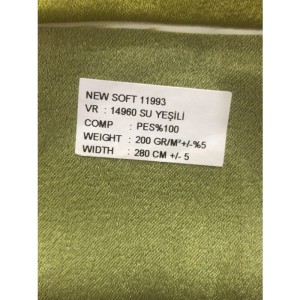 NEW SOFT 11993
VR : 14960 SU YEŞİLİ
COMP : PES%100
WEIGHT : 200 GR/M²+/-%5
WIDTH : 280 CM +/- 5